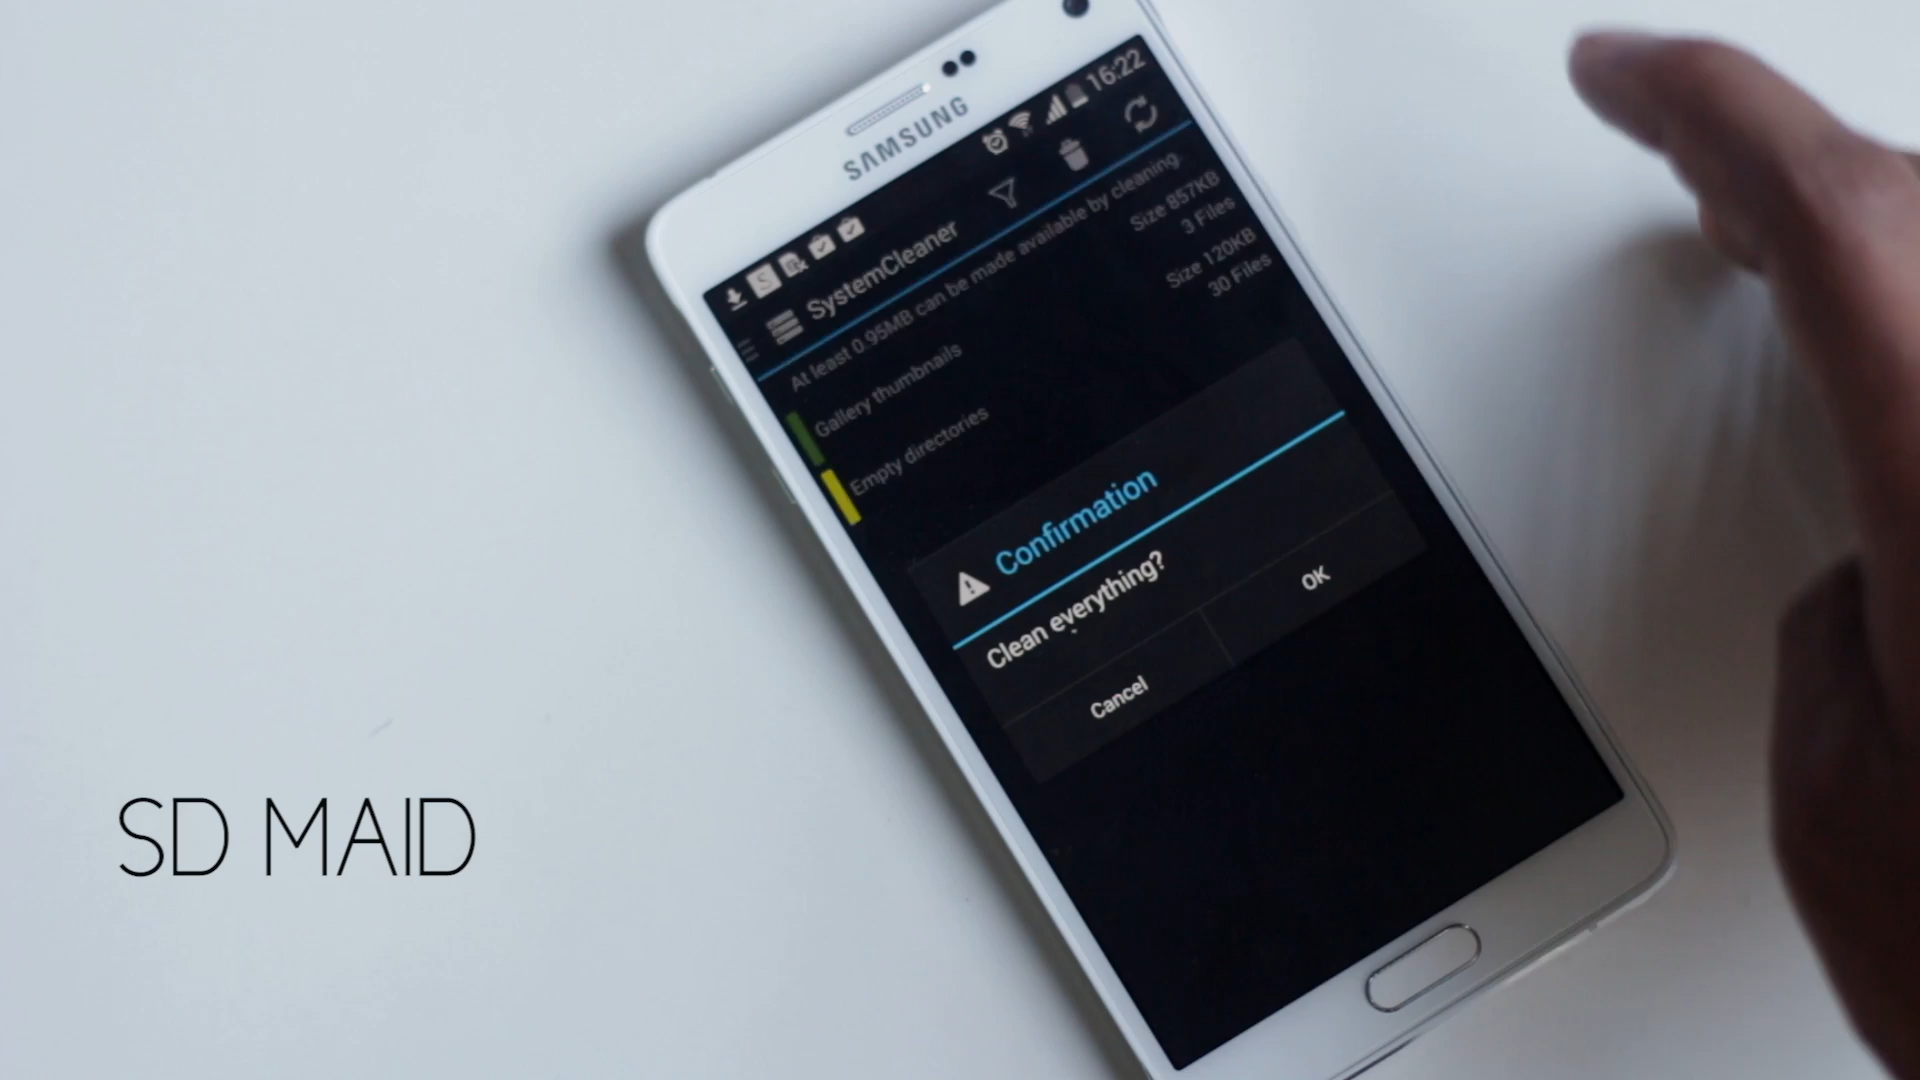 SAMSUNG
16:22
SystemCleaner
At least 0.95MB can be made available by cleaning.
Gallery thumbnails
Size 857KB
3 Files
Empty directories
Size 120KB
30 Files
Confirmation
Clean everything?
Cancel
OK
SD MAID